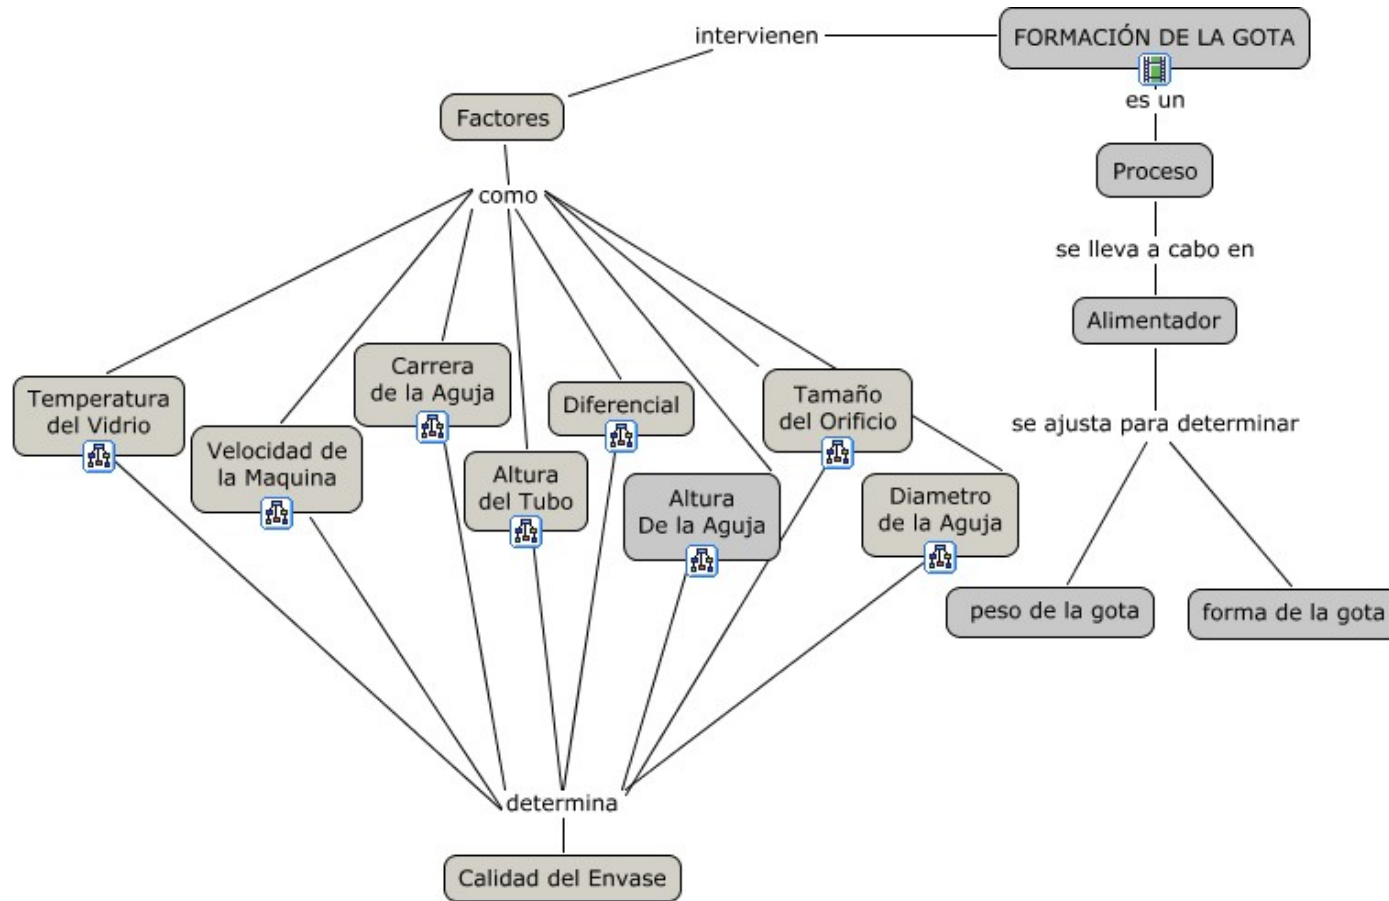 intervienen
FORMACIÓN DE LA GOTA
es un
Factores
Proceso
como
se lleva a cabo en
Alimentador
Temperatura
del Vidrio
Velocidad de
la Maquina
Carrera
de la Aguja
Altura
del Tubo
Diferencial
Altura
De la Aguja
Tamaño
del Orificio
Diametro
de la Aguja
se ajusta para determinar
peso de la gota
forma de la gota
determina
Calidad del Envase